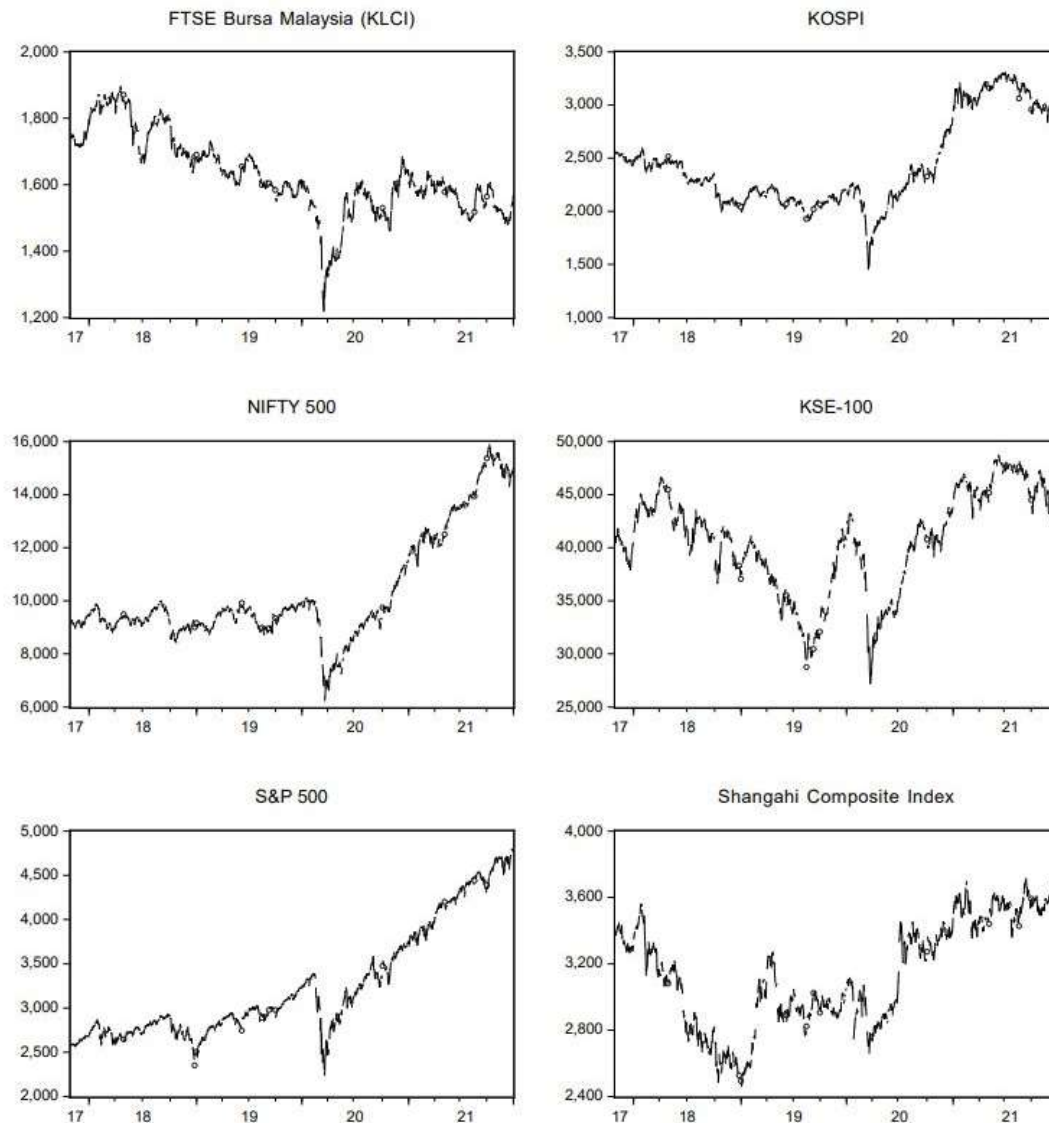 FTSE Bursa Malaysia (KLCI)
2,000
1,800
1,600
1,400
1,200
17 18 19 20 21
KOSPI
3,500
3,000
2,500
2,000
1,500
1,000
17 18 19 20 21
NIFTY 500
16,000
14,000
12,000
10,000
8,000
6,000
17 18 19 20 21
KSE-100
50,000
45,000
40,000
35,000
30,000
25,000
17 18 19 20 21
S&P 500
5,000
4,500
4,000
3,500
3,000
2,500
2,000
17 18 19 20 21
Shangahi Composite Index
4,000
3,600
3,200
2,800
2,400
17 18 19 20 21